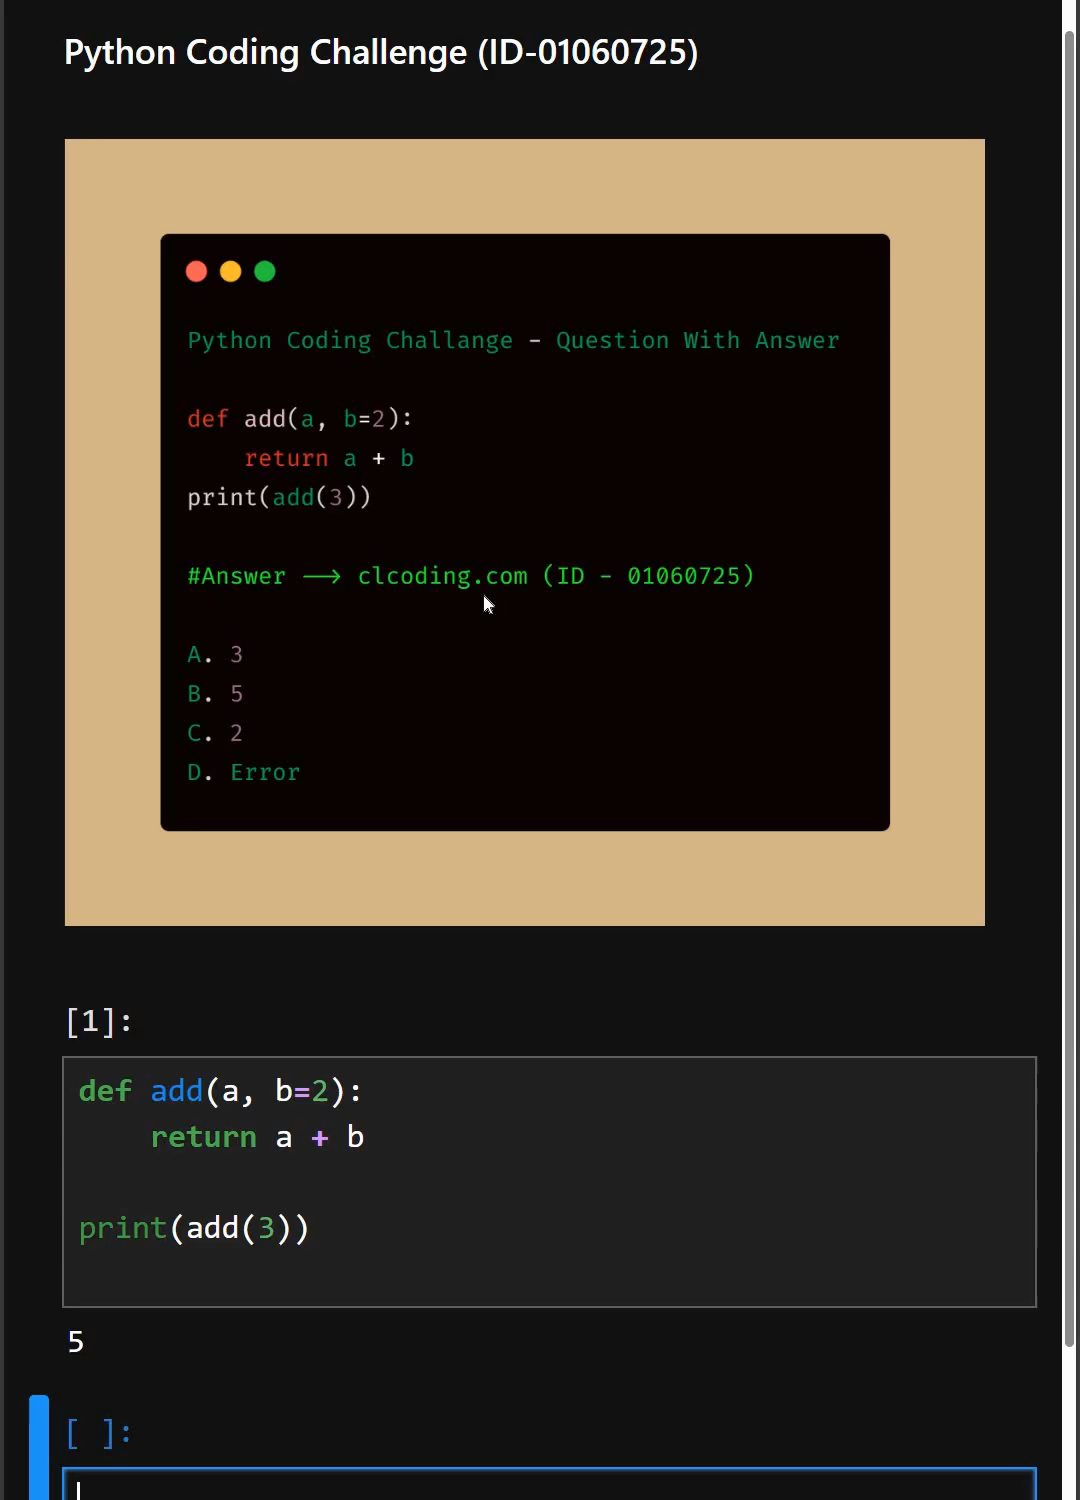 Python Coding Challenge (ID-01060725)
Python Coding Challange - Question With Answer
def add(a, b=2):
    return a + b
print(add(3))
#Answer —> clcoding.com (ID - 01060725)
A. 3
B. 5
C. 2
D. Error
[1]:
def add(a, b=2):
    return a + b
print(add(3))
5
[ ]: